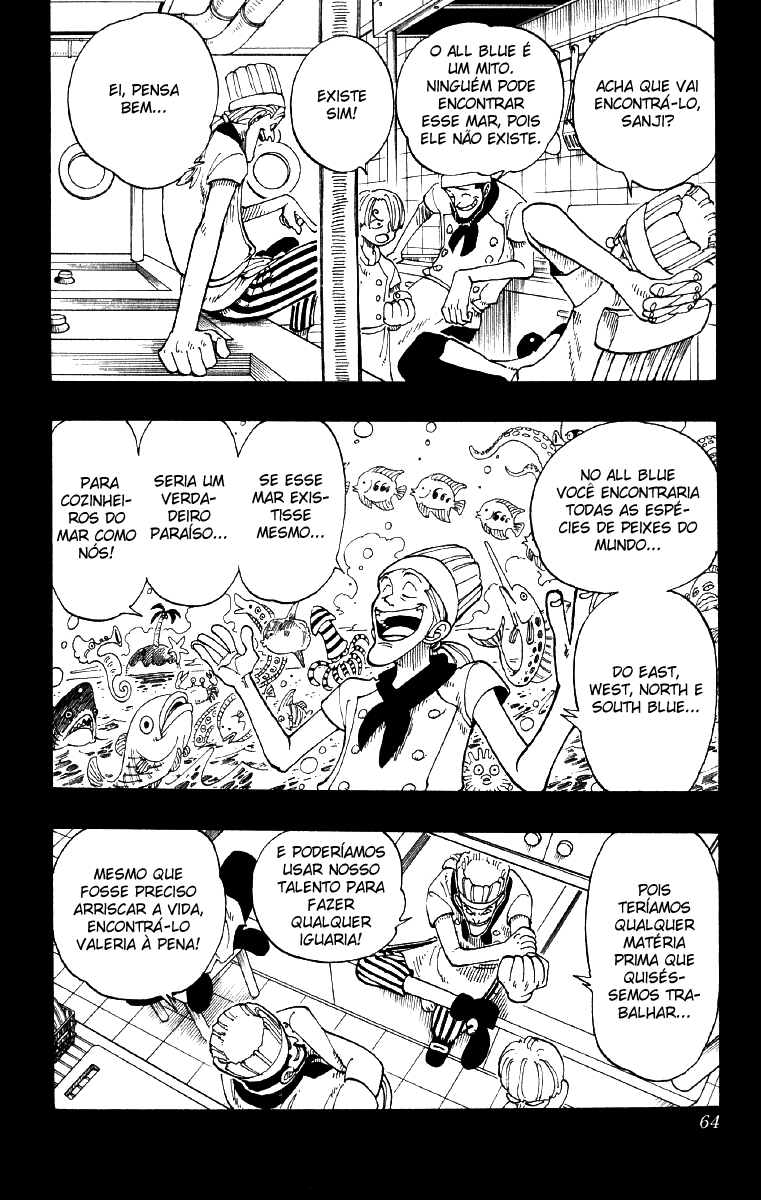 ACHA QUE VAI
ENCONTRÁ-LO,
SANJI?
O ALL BLUE É
UM MITO.
NINGUÉM PODE
ENCONTRAR
ESSE MAR, POIS
ELE NÃO EXISTE.
EXISTE
SIM!
EI, PENSA
BEM...
NO ALL BLUE
VOCÊ ENCONTRARIA
TODAS AS ESPÉ-
CIES DE PEIXES DO
MUNDO...
DO EAST,
WEST, NORTH E
SOUTH BLUE...
SE ESSE
MAR EXIS-
TISSE
MESMO...
SERIA UM
VERDA-
DEIRO
PARAÍSO...
PARA
COZINHEI-
ROS DO
MAR COMO
NÓS!
POIS
TERÍAMOS
QUALQUER
MATÉRIA
PRIMA QUE
QUISÉS-
SEMOS TRA-
BALHAR...
E PODERÍAMOS
USAR NOSSO
TALENTO PARA
FAZER
QUALQUER
IGUARIA!
MESMO QUE
FOSSE PRECISO
ARRISCAR A VIDA,
ENCONTRÁ-LO
VALERIA À PENA!
64